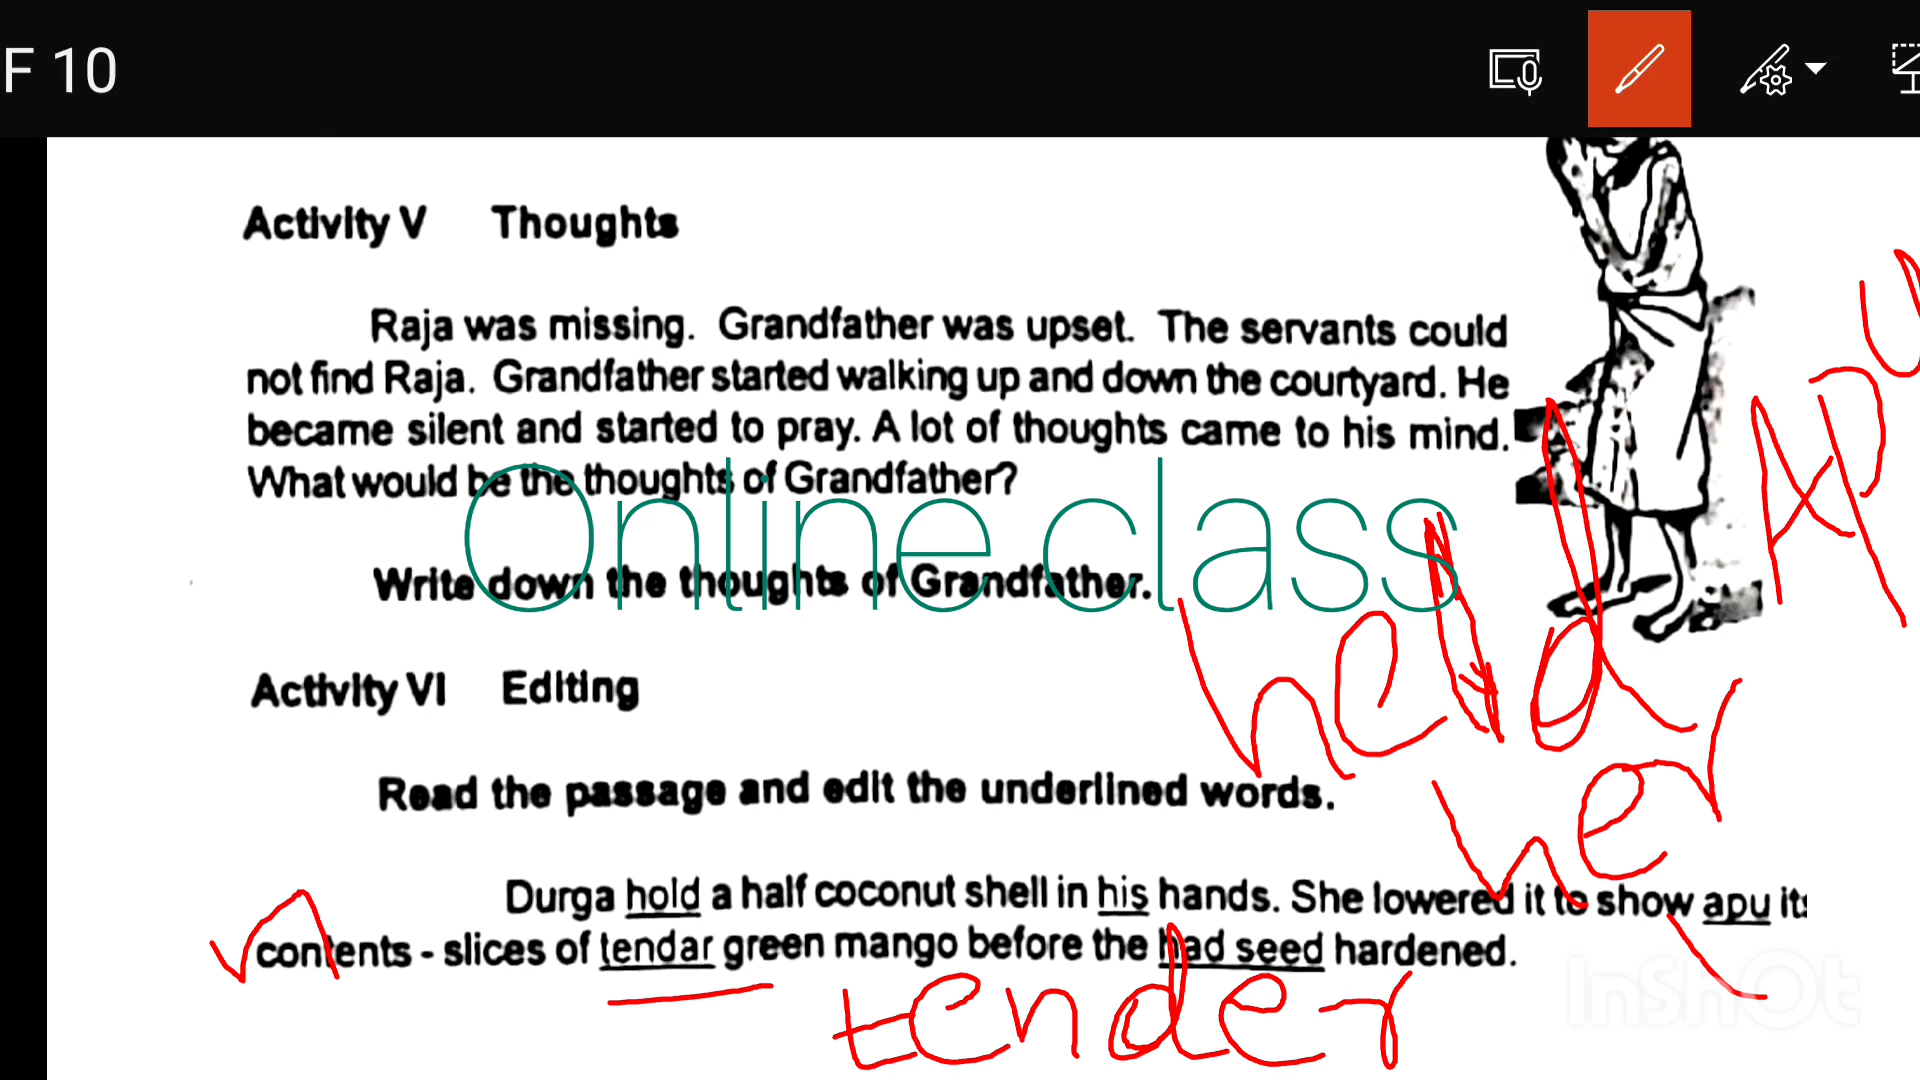 F 10
Activity V Thoughts
Raja was missing. Grandfather was upset. The servants could
not find Raja. Grandfather started walking up and down the courtyard. He
became silent and started to pray. A lot of thoughts came to his mind.
What would be the thoughts of Grandfather?
Online class
Write down the thoughts of Grandfather.
held
APU
Activity VI Editing
her
Read the passage and edit the underlined words.
Durga hold a half coconut shell in his hands. She lowered it to show apu its
contents - slices of tendar green mango before the had seed hardened.
tender
InShOt